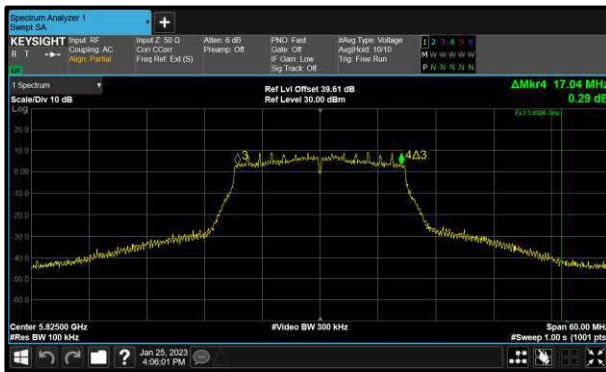 Spectrum Analyzer 1
Swept SA
+
KEYSIGHT
R T
Input: RF
Coupling: AC
Align: Partial
Input Z: 50 Ω
Corr CCorr
Freq Ref: Ext (S)
Atten: 6 dB
Preamp: Off
PNO: Fast
Gate: Off
IF Gain: Low
Sig Track: Off
#Avg Type: Voltage
Avg|Hold: 10/10
Trig: Free Run
1 2 3 4 5 6
M W W W W W
P N N N N N
1 Spectrum
Scale/Div 10 dB
Ref Lvl Offset 39.61 dB
Ref Level 30.00 dBm
ΔMkr4 17.04 MHz
0.29 dB
Log
20.0
10.0
0.00
-10.0
-20.0
-30.0
-40.0
-50.0
-60.0
3
4Δ3
Center 5.82500 GHz
#Res BW 100 kHz
#Video BW 300 kHz
Span 60.00 MHz
#Sweep 1.00 s (1001 pts)
?
Jan 25, 2023
4:06:01 PM